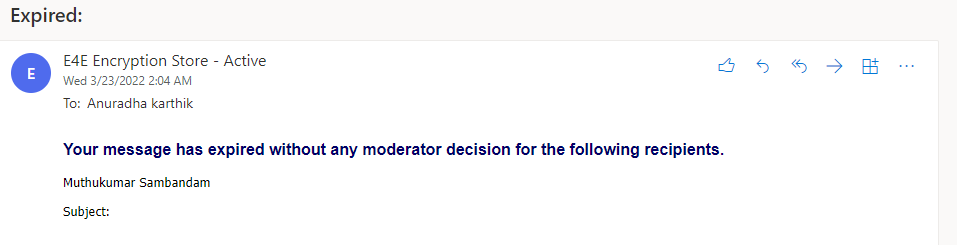 Expired:
E
E4E Encryption Store - Active
Wed 3/23/2022 2:04 AM
To: Anuradha karthik
Your message has expired without any moderator decision for the following recipients.
Muthukumar Sambandam
Subject: